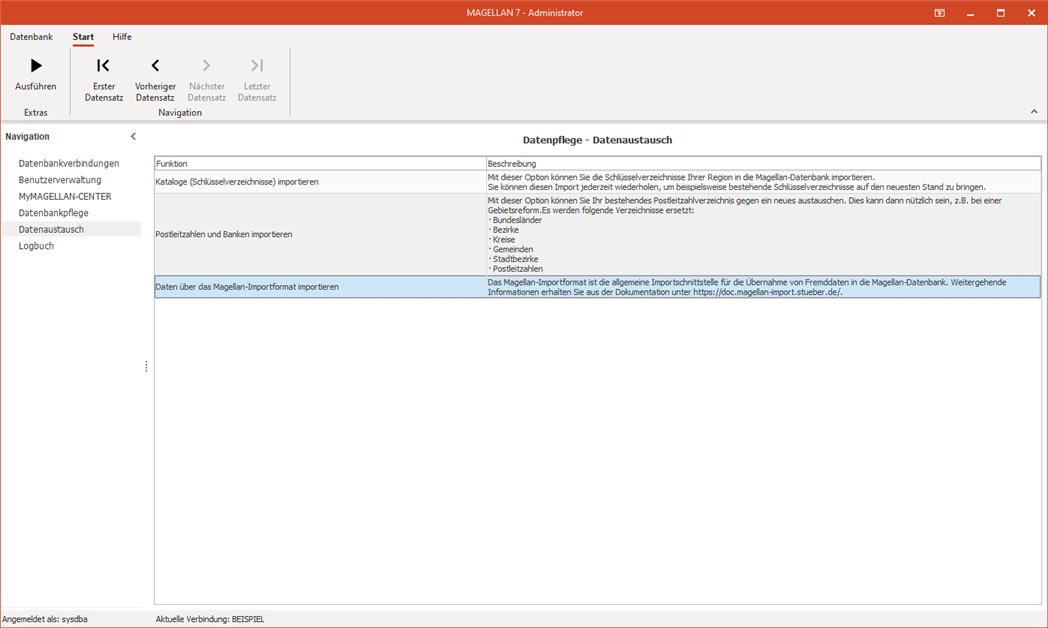 MAGELLAN 7 - Administrator
Datenbank Start Hilfe
Ausführen
Erster Datensatz
Vorheriger Datensatz
Nächster Datensatz
Letzter Datensatz
Extras
Navigation
Navigation
Datenbankverbindungen
Benutzerverwaltung
MyMAGELLAN-CENTER
Datenbankpflege
Datenaustausch
Logbuch
Datenpflege - Datenaustausch
Funktion
Beschreibung
Kataloge (Schlüsselverzeichnisse) importieren
Mit dieser Option können Sie die Schlüsselverzeichnisse Ihrer Region in die Magellan-Datenbank importieren.
Sie können diesen Import jederzeit wiederholen, um beispielsweise bestehende Schlüsselverzeichnisse auf den neuesten Stand zu bringen.
Postleitzahlen und Banken importieren
Mit dieser Option können Sie Ihr bestehendes Postleitzahlverzeichnis gegen ein neues austauschen. Dies kann dann nützlich sein, z.B. bei einer
Gebietsreform.Es werden folgende Verzeichnisse ersetzt:
· Bundesländer
· Bezirke
· Kreise
· Gemeinden
· Stadtbezirke
· Postleitzahlen
Daten über das Magellan-Importformat importieren
Das Magellan-Importformat ist die allgemeine Importschnittstelle für die Übernahme von Fremddaten in die Magellan-Datenbank. Weitergehende
Informationen erhalten Sie aus der Dokumentation unter https://doc.magellan-import.stueber.de/.
Angemeldet als: sysdba
Aktuelle Verbindung: BEISPIEL